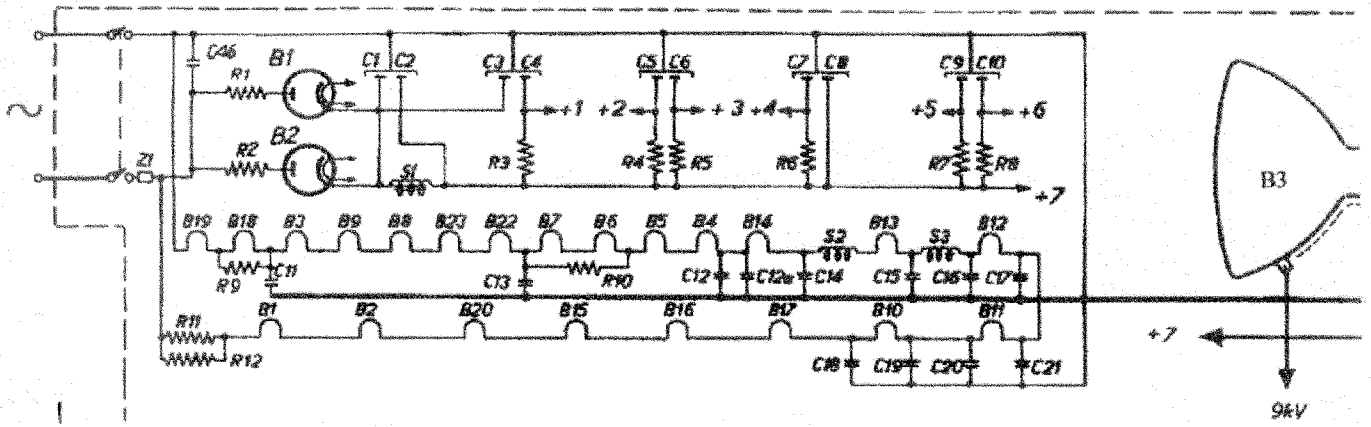 C46 B1 C1 C2 C3 C4 C5 C6 C7 C8 C9 C10
R1
+1 +2 +3 +4 +5 +6
B2
Z1 R2 S1 R3 R4 R5 R6 R7 R8 B3
+7
B19 B18 B3 B9 B8 B23 B22 B7 B6 B5 B4 B14 S2 B13 S3 B12
R9 C11 C13 R10 C12 C12a C14 C15 C16 C17
R11 B1 B2 B20 B15 B16 B17 B10 B11
+7
R12 C18 C19 C20 C21
9kV